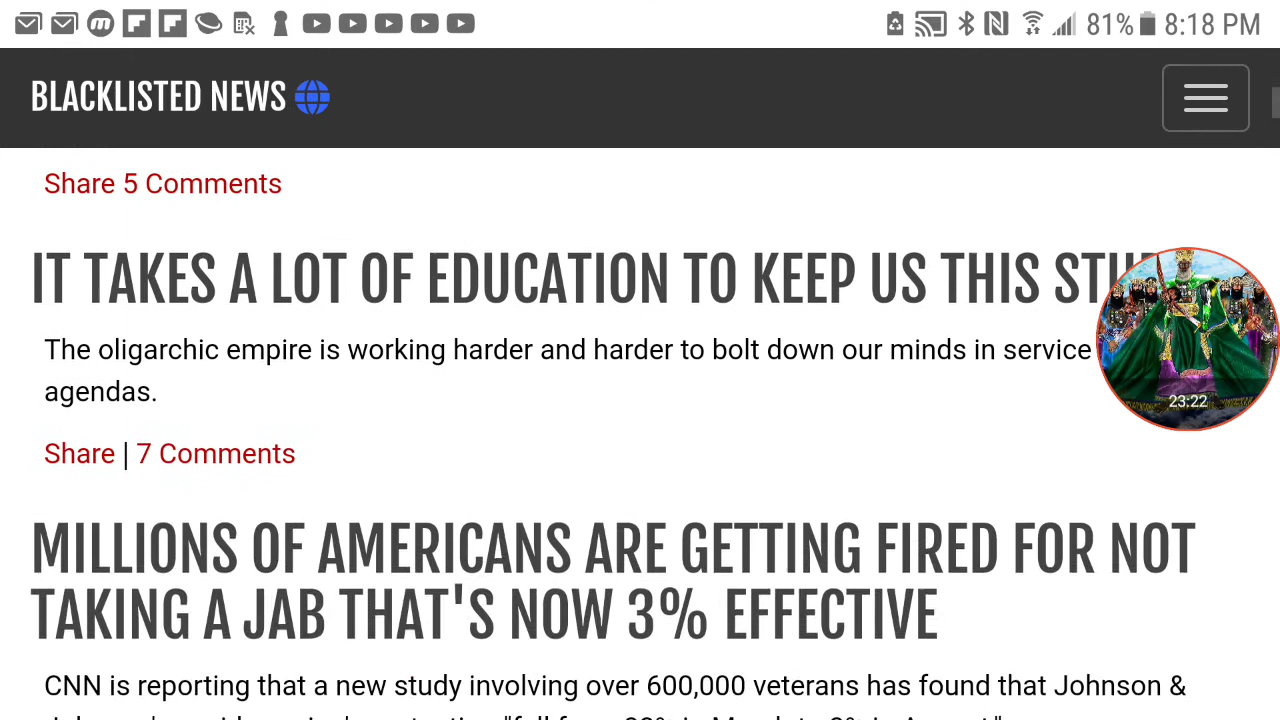 81% 8:18 PM
BLACKLISTED NEWS
Share 5 Comments
IT TAKES A LOT OF EDUCATION TO KEEP US THIS
The oligarchic empire is working harder and harder to bolt down our minds in service
agendas.
23:22
Share | 7 Comments
MILLIONS OF AMERICANS ARE GETTING FIRED FOR NOT
TAKING A JAB THAT'S NOW 3% EFFECTIVE
CNN is reporting that a new study involving over 600,000 veterans has found that Johnson &